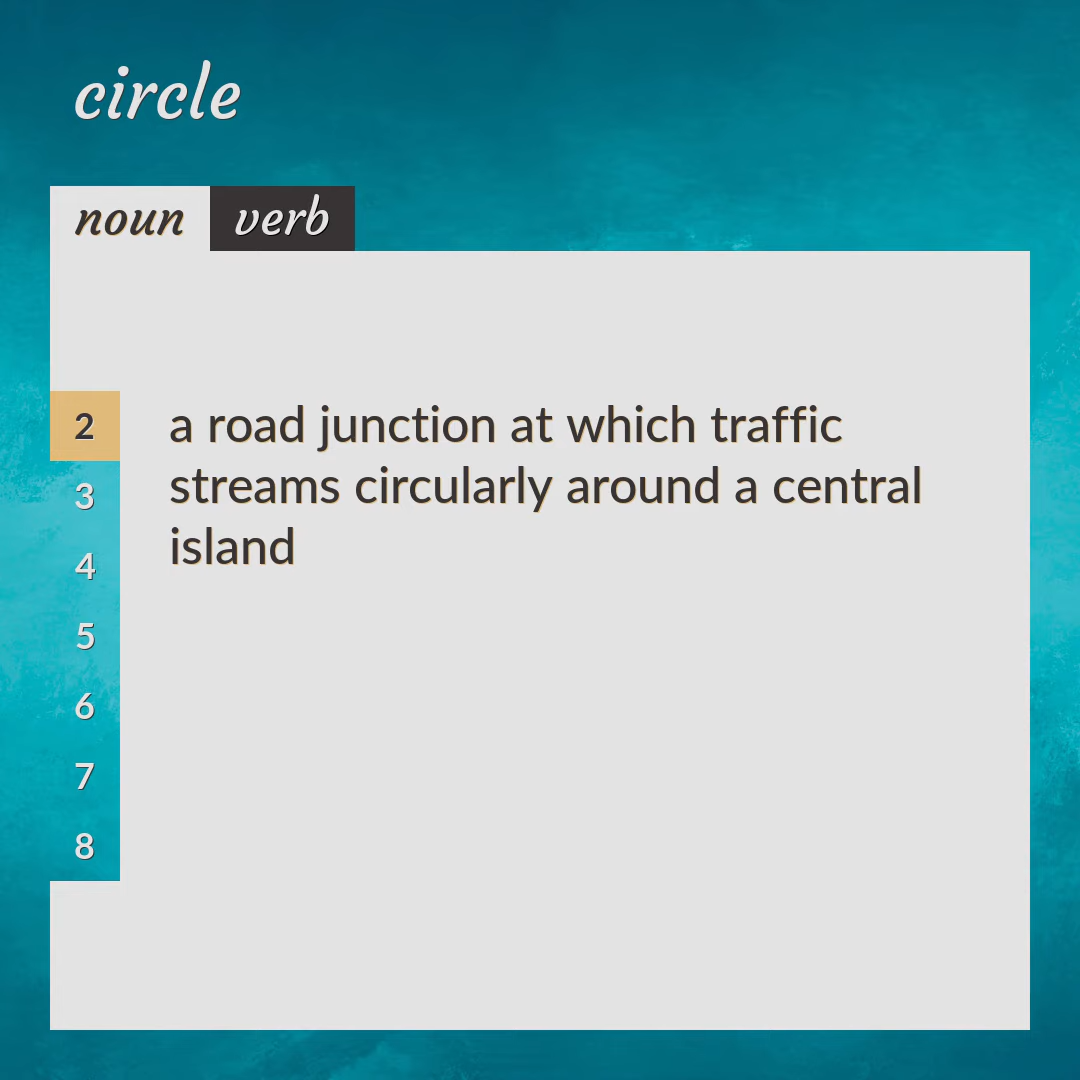 circle
noun verb
2 a road junction at which traffic
3 streams circularly around a central
4 island
5
6
7
8